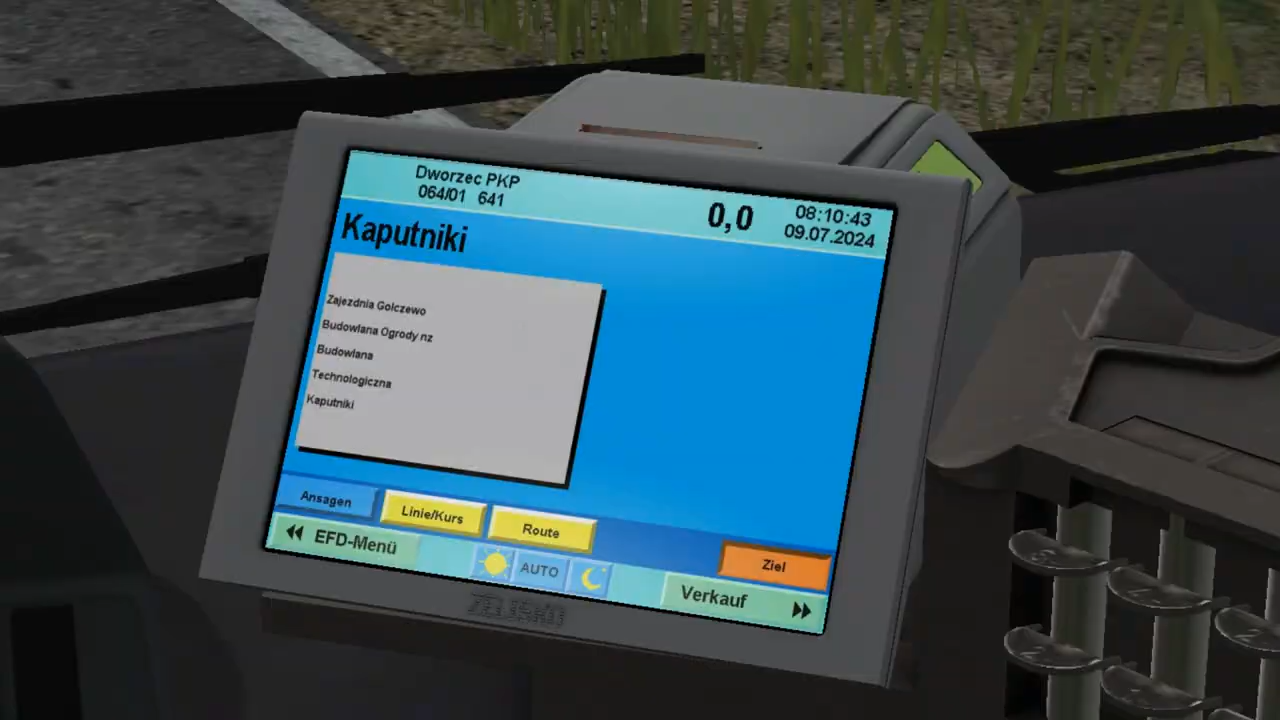 Dworzec PKP
064/01 641
0,0
08:10:43
09.07.2024
Kaputniki
Zajezdnia Golczewo
Budowlana Ogrody nz
Budowlana
Technologiczna
Kaputniki
Ansagen
Linie/Kurs
Route
Ziel
EFD-Menü
AUTO
Verkauf